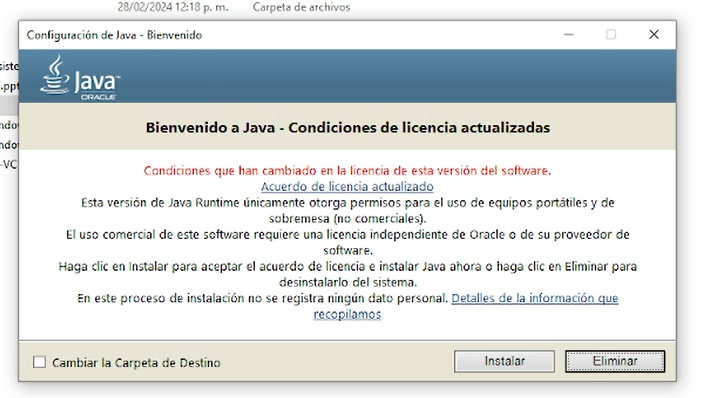 28/02/2024 12:18 p. m. Carpeta de archivos
Configuración de Java - Bienvenido
Java
ORACLE
Bienvenido a Java - Condiciones de licencia actualizadas
Condiciones que han cambiado en la licencia de esta versión del software.
Acuerdo de licencia actualizado
Esta versión de Java Runtime únicamente otorga permisos para el uso de equipos portátiles y de
sobremesa (no comerciales).
El uso comercial de este software requiere una licencia independiente de Oracle o de su proveedor de
software.
Haga clic en Instalar para aceptar el acuerdo de licencia e instalar Java ahora o haga clic en Eliminar para
desinstalarlo del sistema.
En este proceso de instalación no se registra ningún dato personal. Detalles de la información que
recopilamos
Cambiar la Carpeta de Destino
Instalar
Eliminar